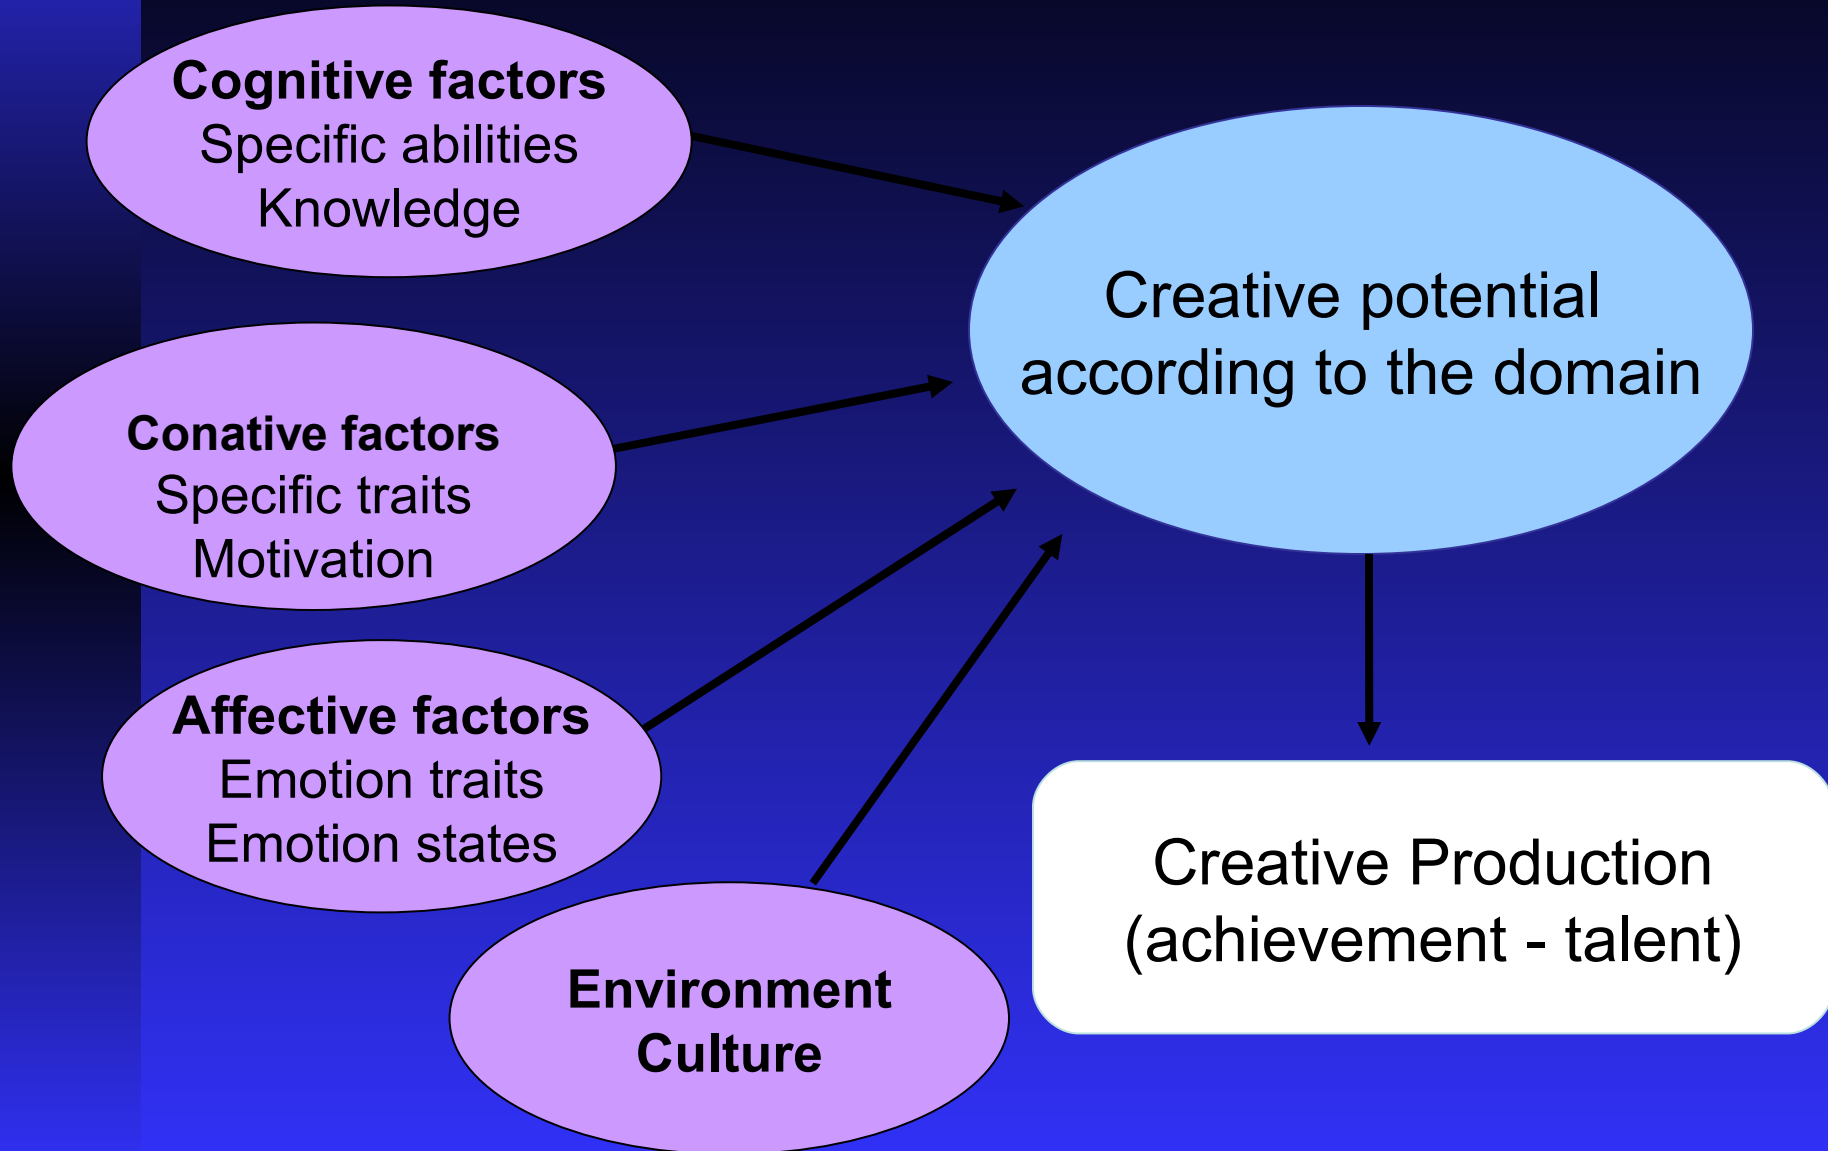 Cognitive factors
Specific abilities
Knowledge
Conative factors
Specific traits
Motivation
Affective factors
Emotion traits
Emotion states
Environment
Culture
Creative potential
according to the domain
Creative Production
(achievement - talent)